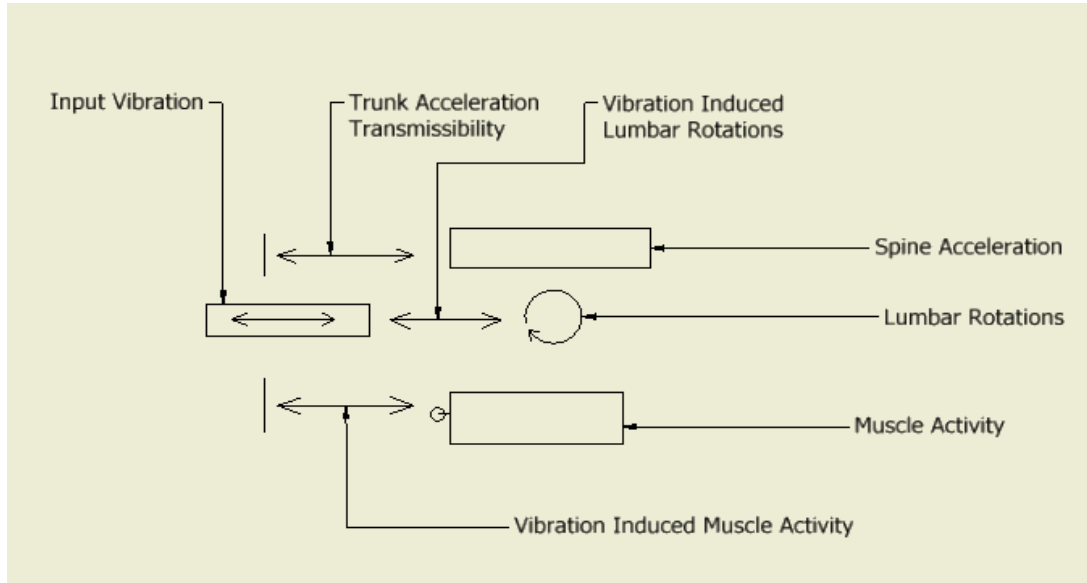 Input Vibration
Trunk Acceleration
Transmissibility
Vibration Induced
Lumbar Rotations
Spine Acceleration
Lumbar Rotations
Muscle Activity
Vibration Induced Muscle Activity